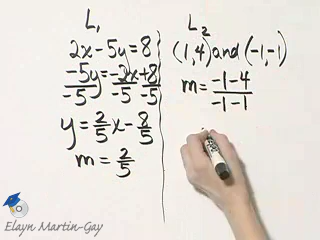 L₁
2x-5y=8
-5y=-2x+8
-5 -5 -5
y=2/5x-8/5
m=2/5
L₂
(1,4)and(-1,-1)
m=-1-4
-1-1
Elayn Martin-Gay